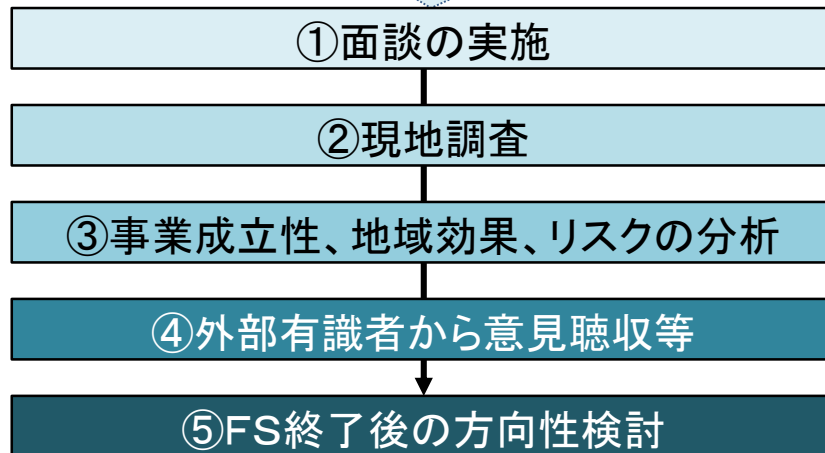 ①面談の実施
②現地調査
③事業成立性、地域効果、リスクの分析
④外部有識者から意見聴収等
⑤FS終了後の方向性検討